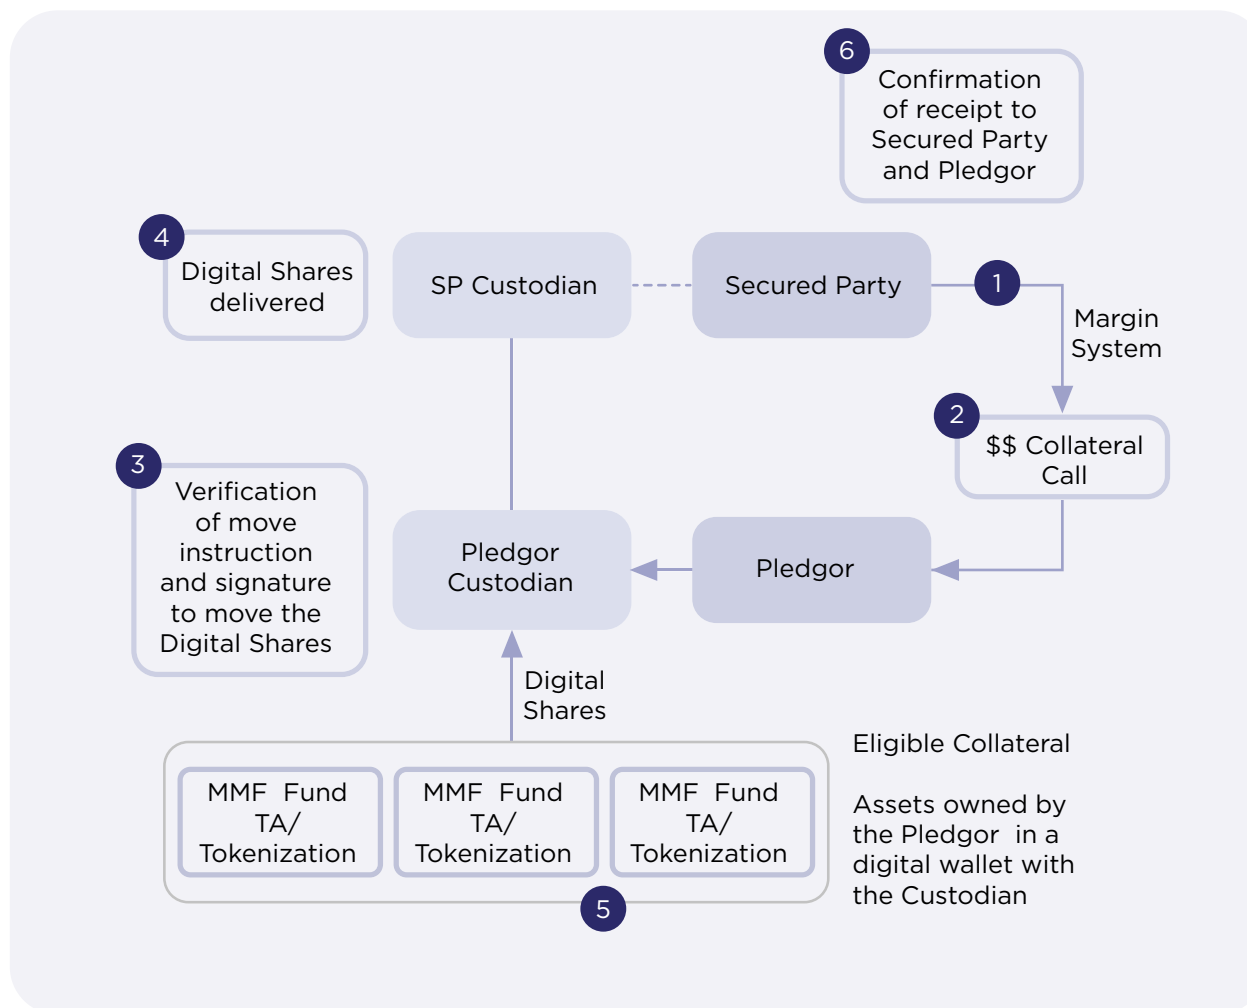 6
Confirmation
of receipt to
Secured Party
and Pledgor
4
Digital Shares
delivered
SP Custodian
Secured Party
1
Margin
System
2
$$ Collateral
Call
3
Verification
of move
instruction
and signature
to move the
Digital Shares
Pledgor
Custodian
Pledgor
Digital
Shares
MMF Fund
TA/
Tokenization
MMF Fund
TA/
Tokenization
MMF Fund
TA/
Tokenization
5
Eligible Collateral
Assets owned by
the Pledgor in a
digital wallet with
the Custodian